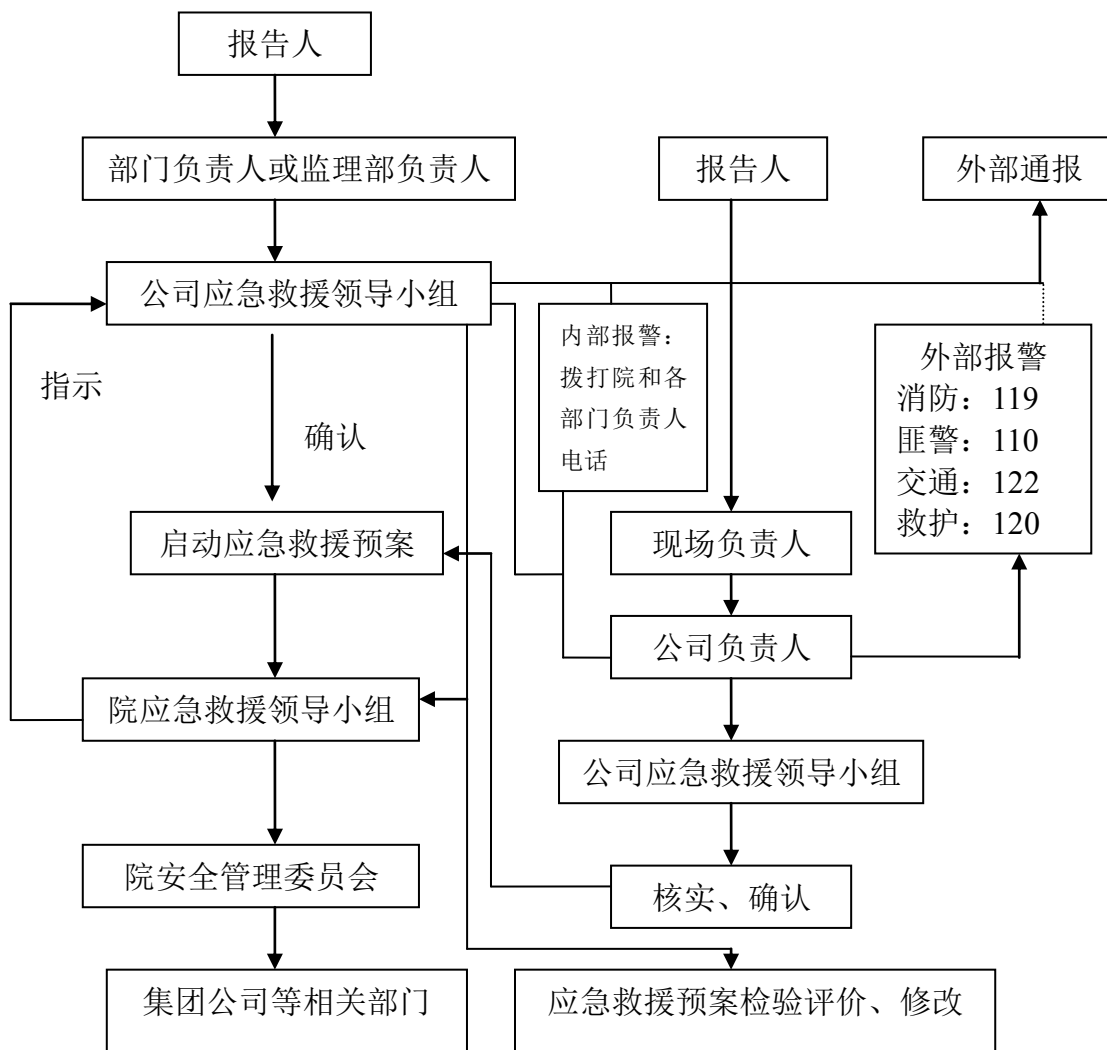 报告人
部门负责人或监理部负责人
报告人
外部通报
公司应急救援领导小组
内部报警：
拨打院和各
部门负责人
电话
外部报警
消防：119
匪警：110
交通：122
救护：120
指示
确认
启动应急救援预案
现场负责人
公司负责人
院应急救援领导小组
公司应急救援领导小组
院安全管理委员会
核实、确认
集团公司等相关部门
应急救援预案检验评价、修改